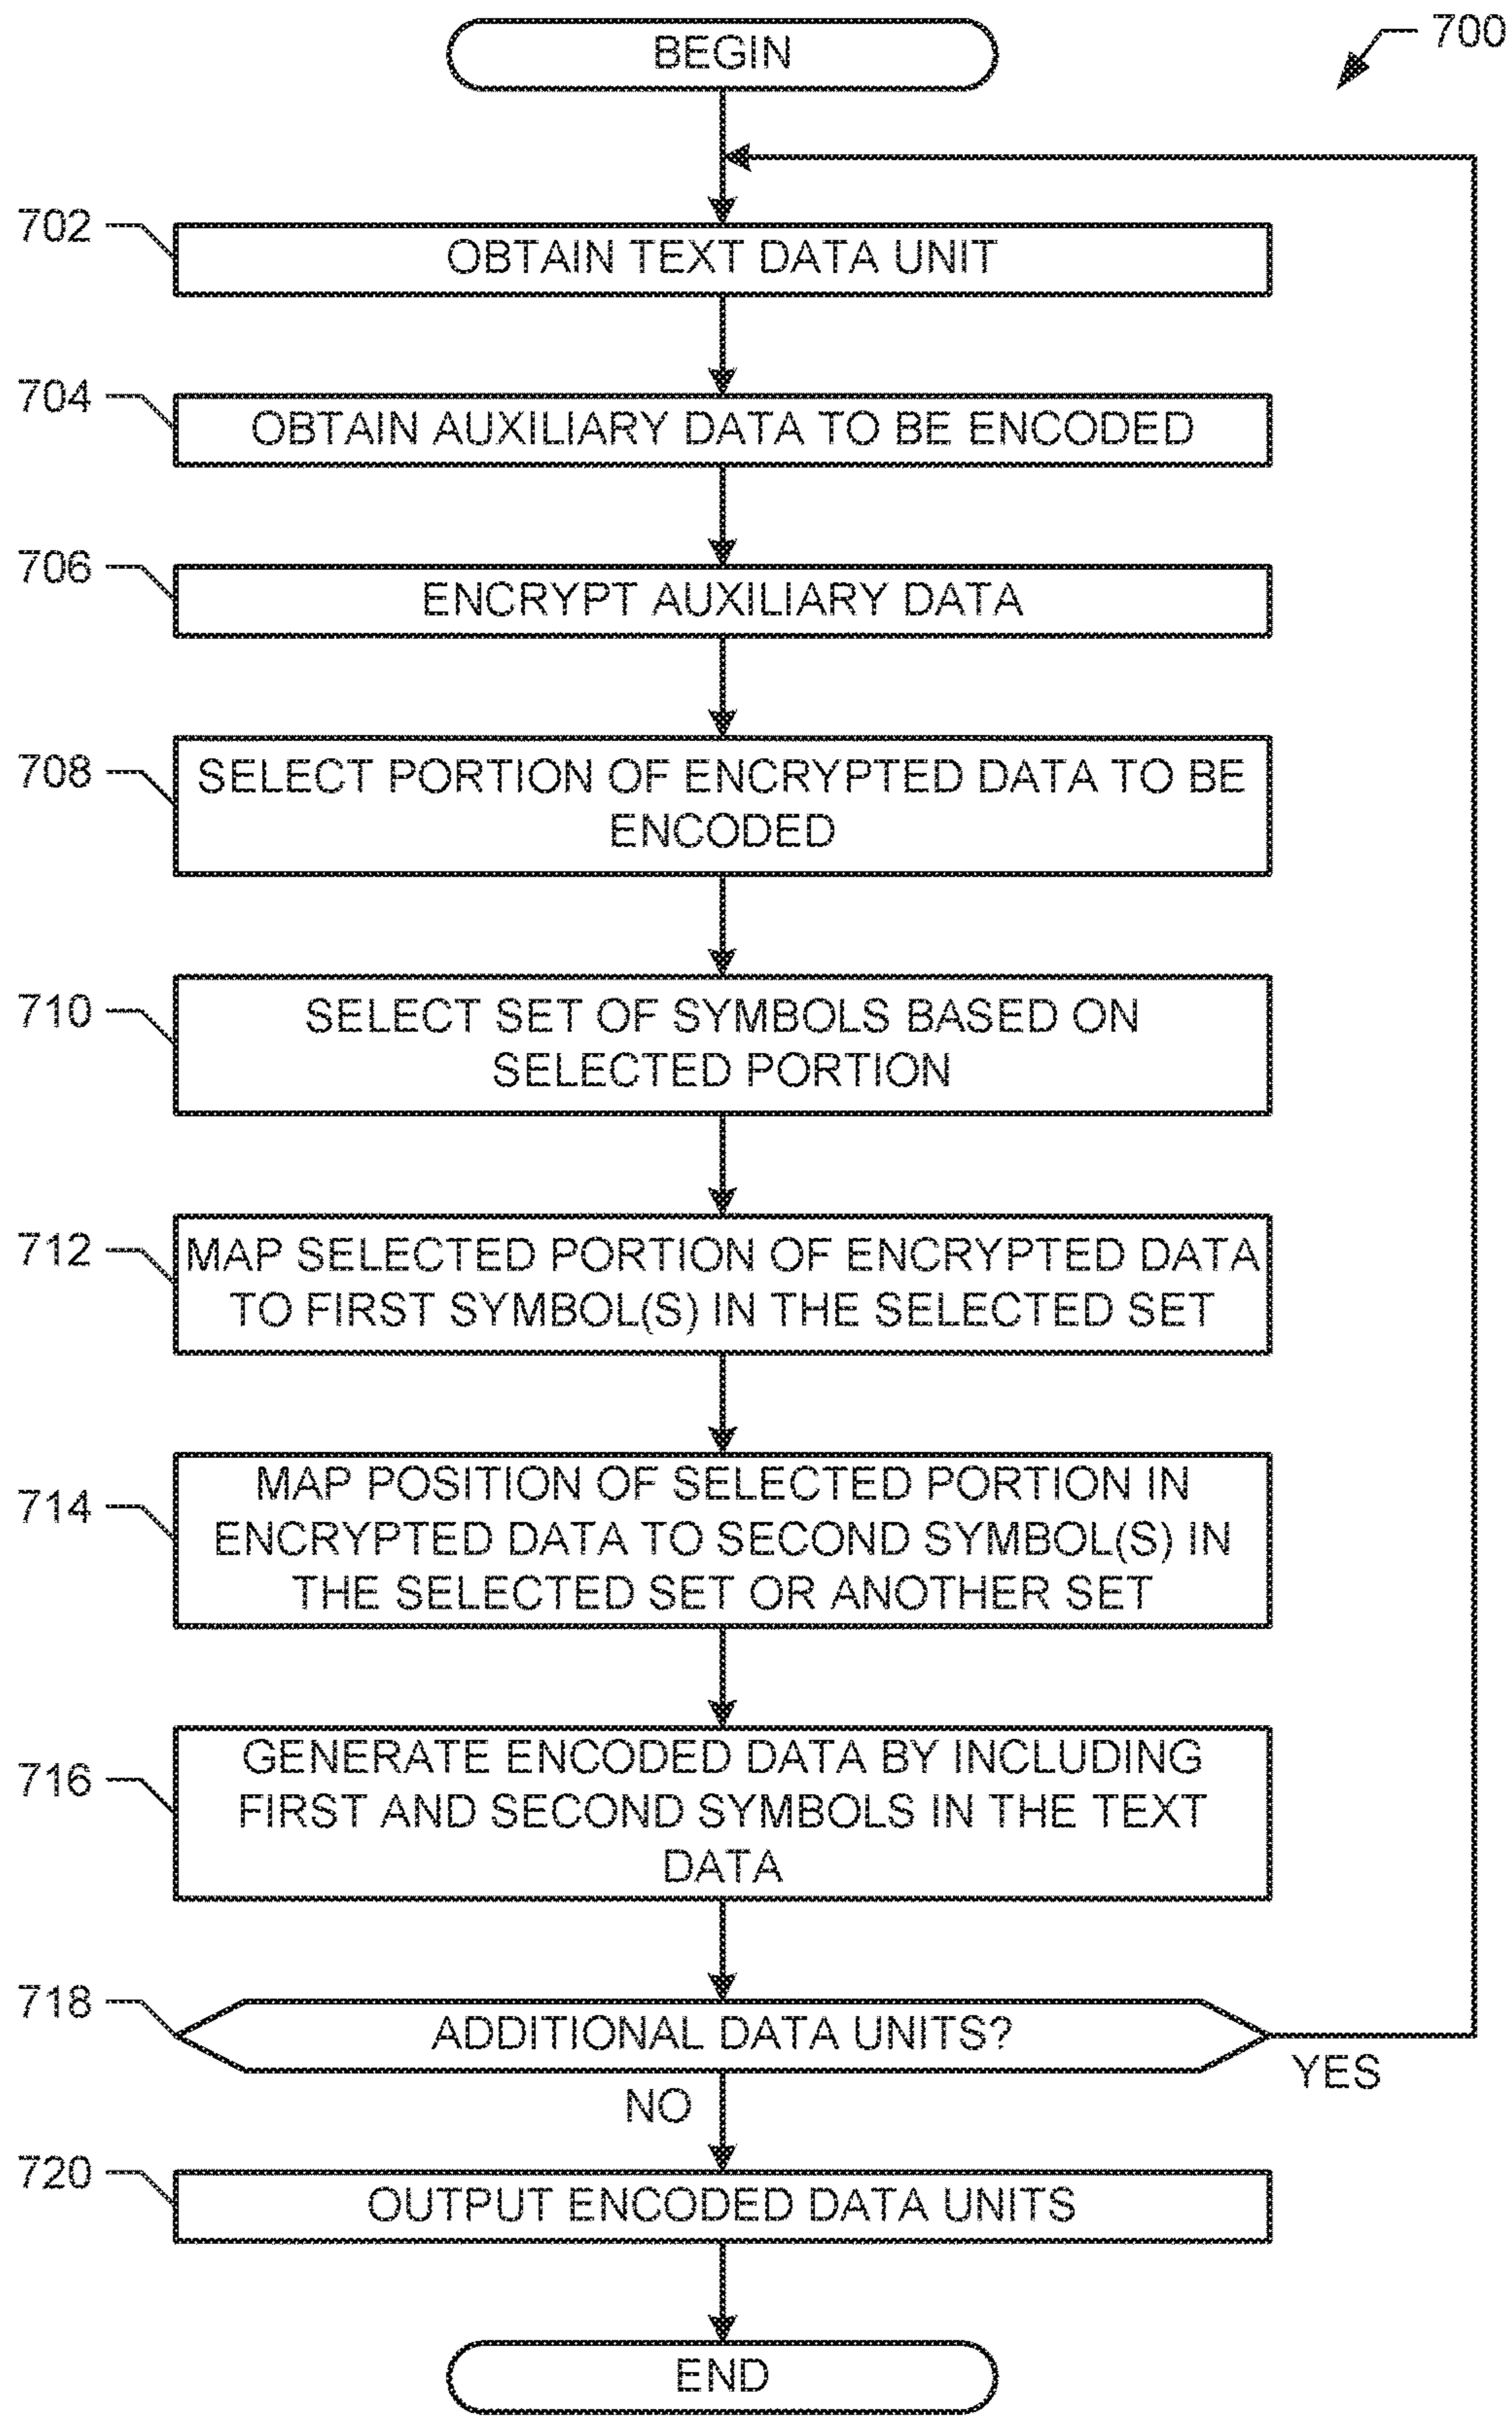 BEGIN
700
702
OBTAIN TEXT DATA UNIT
704
OBTAIN AUXILIARY DATA TO BE ENCODED
706
ENCRYPT AUXILIARY DATA
708
SELECT PORTION OF ENCRYPTED DATA TO BE
ENCODED
710
SELECT SET OF SYMBOLS BASED ON
SELECTED PORTION
712
MAP SELECTED PORTION OF ENCRYPTED DATA
TO FIRST SYMBOL(S) IN THE SELECTED SET
714
MAP POSITION OF SELECTED PORTION IN
ENCRYPTED DATA TO SECOND SYMBOL(S) IN
THE SELECTED SET OR ANOTHER SET
716
GENERATE ENCODED DATA BY INCLUDING
FIRST AND SECOND SYMBOLS IN THE TEXT
DATA
718
ADDITIONAL DATA UNITS?
YES
NO
720
OUTPUT ENCODED DATA UNITS
END